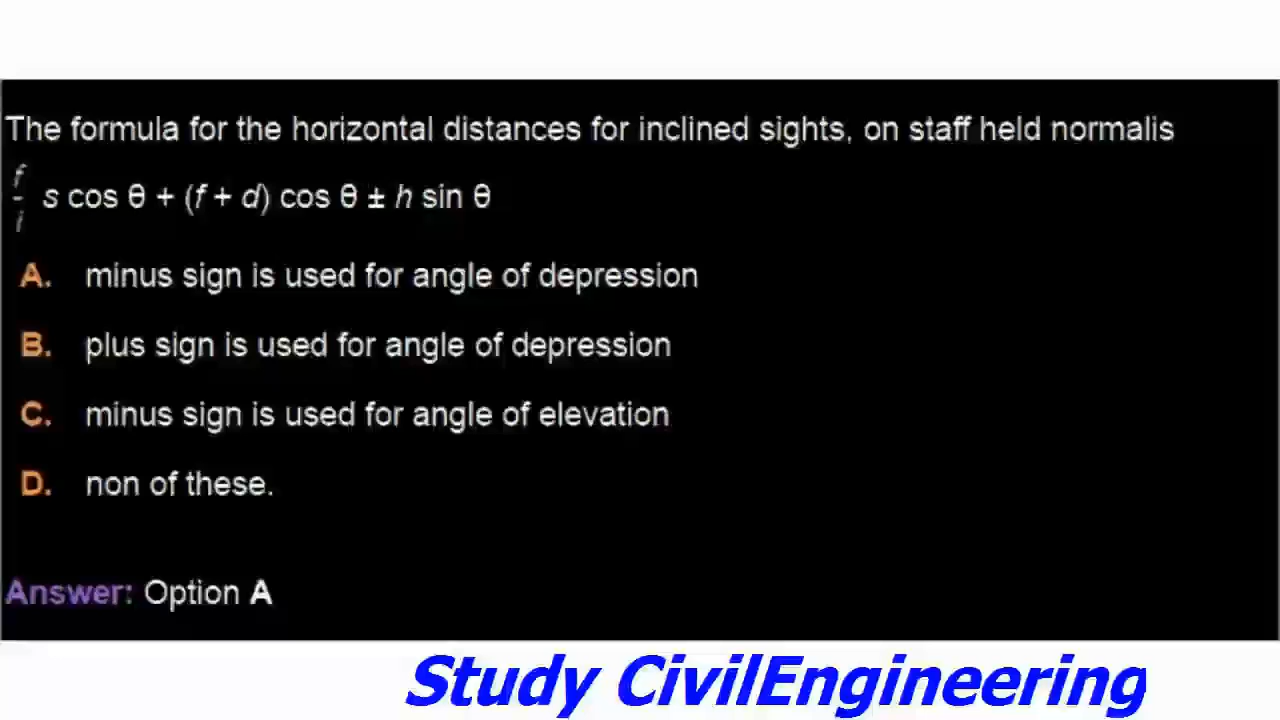 The formula for the horizontal distances for inclined sights, on staff held normalis
f/i s cos θ + (f + d) cos θ ± h sin θ
A. minus sign is used for angle of depression
B. plus sign is used for angle of depression
C. minus sign is used for angle of elevation
D. non of these.
Answer: Option A
Study CivilEngineering